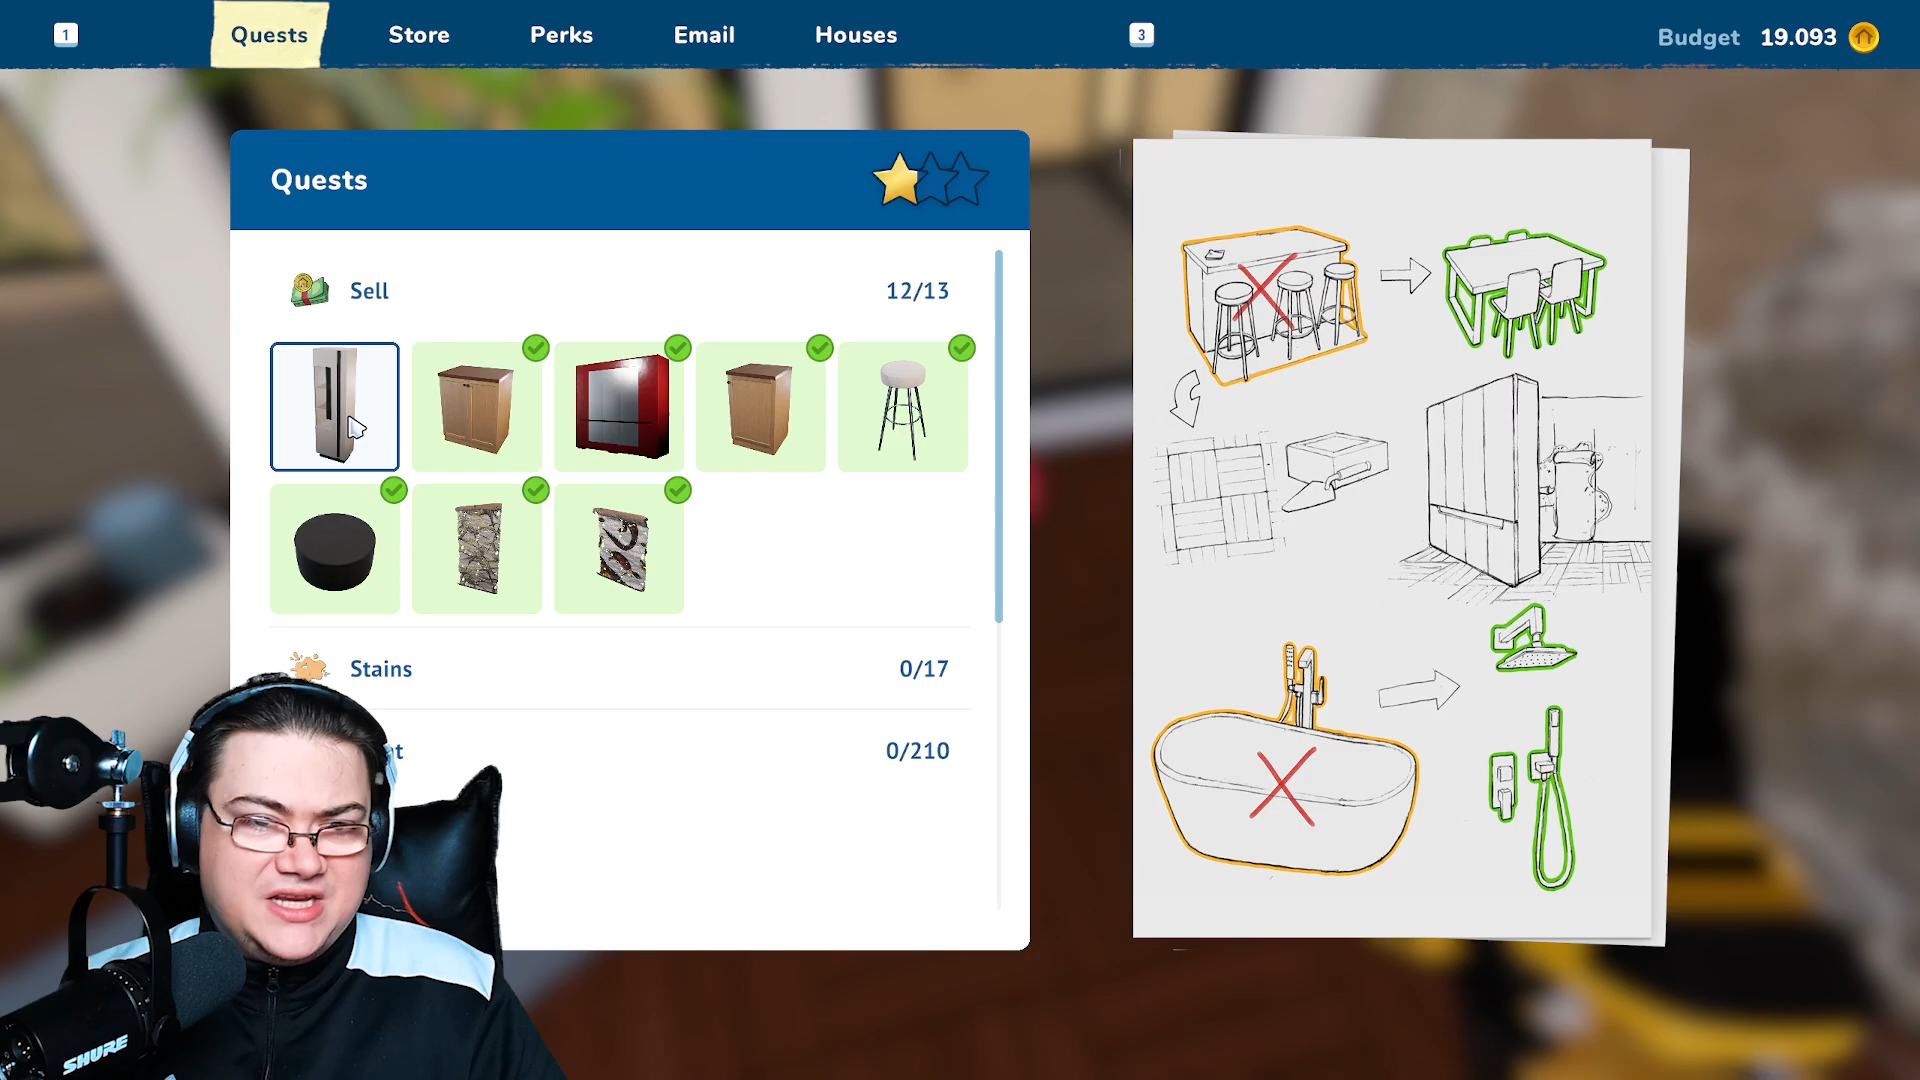 1 Quests Store Perks Email Houses 3 Budget 19.093
Quests
Sell 12/13
Stains 0/17
0/210
SHURE